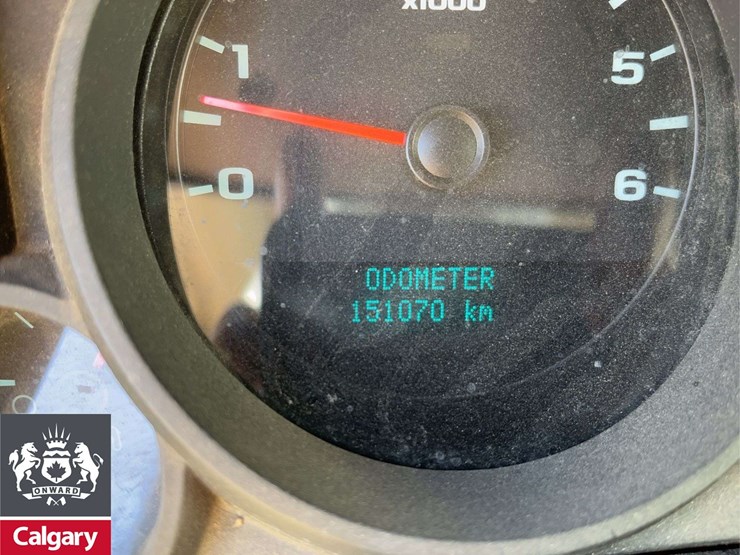 x1000
1
5
0
6
ODOMETER
151070 km
ONWARD
Calgary